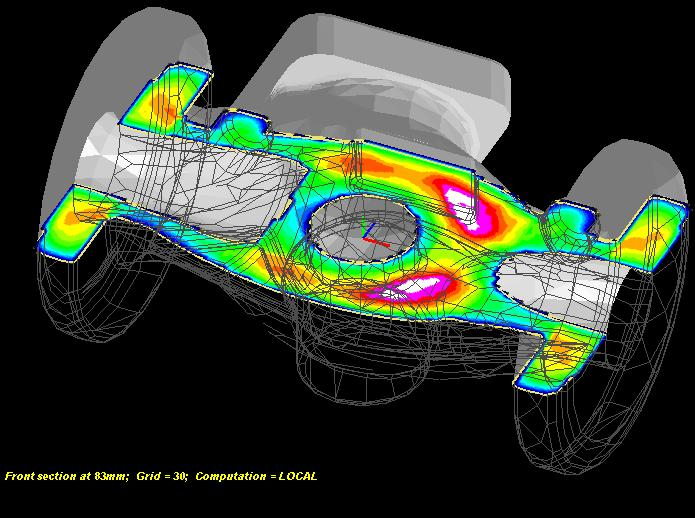 Front section at 83mm;  Grid = 30;  Computation = LOCAL